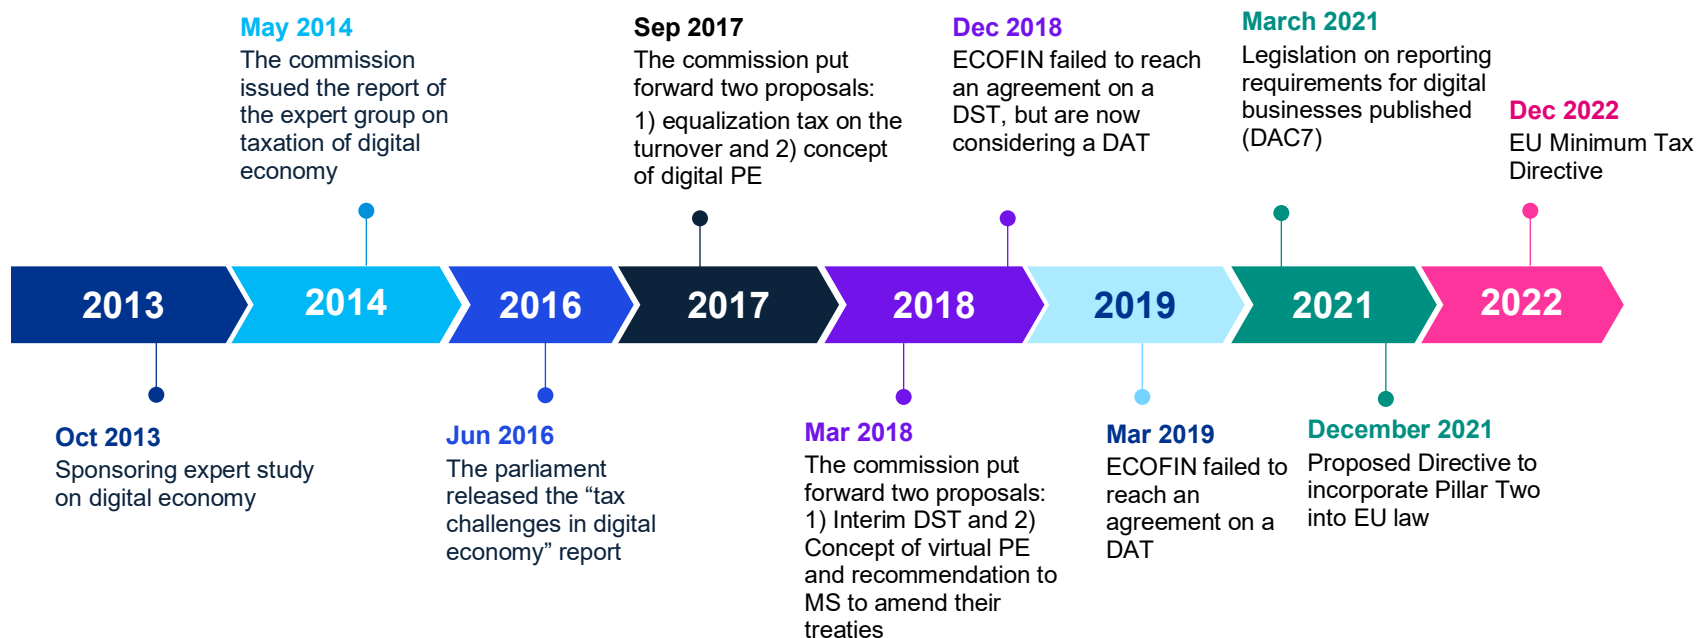 May 2014
The commission
issued the report of
the expert group on
taxation of digital
economy
Sep 2017
The commission put
forward two proposals:
1) equalization tax on the
turnover and 2) concept
of digital PE
Dec 2018
ECOFIN failed to reach
an agreement on a
DST, but are now
considering a DAT
March 2021
Legislation on reporting
requirements for digital
businesses published
(DAC7)
Dec 2022
EU Minimum Tax
Directive
2013
2014
2016
2017
2018
2019
2021
2022
Oct 2013
Sponsoring expert study
on digital economy
Jun 2016
The parliament
released the “tax
challenges in digital
economy” report
Mar 2018
The commission put
forward two proposals:
1) Interim DST and 2)
Concept of virtual PE
and recommendation to
MS to amend their
treaties
Mar 2019
ECOFIN failed to
reach an
agreement on a
DAT
December 2021
Proposed Directive to
incorporate Pillar Two
into EU law